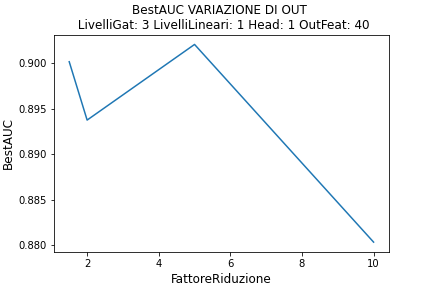 BestAUC VARIAZIONE DI OUT
LivelliGat: 3 LivelliLineari: 1 Head: 1 OutFeat: 40
0.900
0.895
0.890
0.885
0.880
BestAUC
2
4
6
8
10
FattoreRiduzione